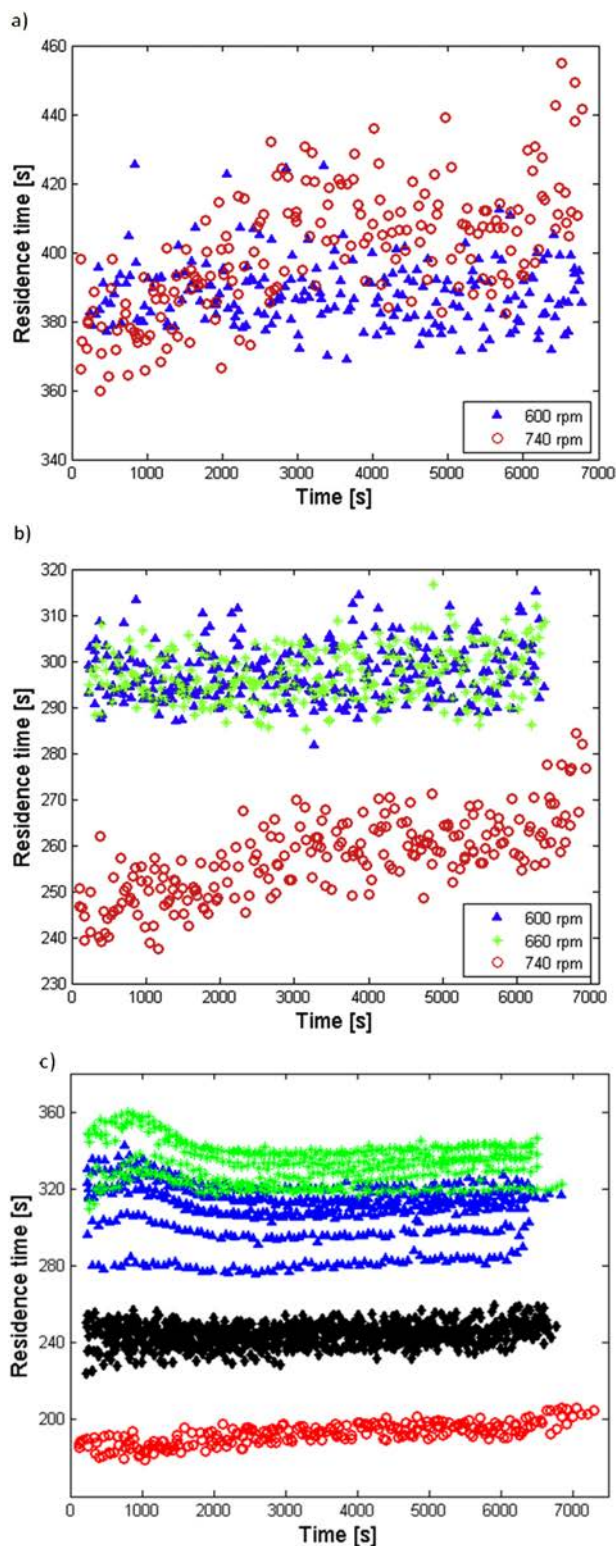 a)
460
440
420
400
380
360
340
0 1000 2000 3000 4000 5000 6000 7000
Residence time [s]
Time [s]
600 rpm
740 rpm
b)
320
310
300
290
280
270
260
250
240
230
0 1000 2000 3000 4000 5000 6000 7000
Residence time [s]
Time [s]
600 rpm
660 rpm
740 rpm
c)
360
320
280
240
200
0 1000 2000 3000 4000 5000 6000 7000
Residence time [s]
Time [s]